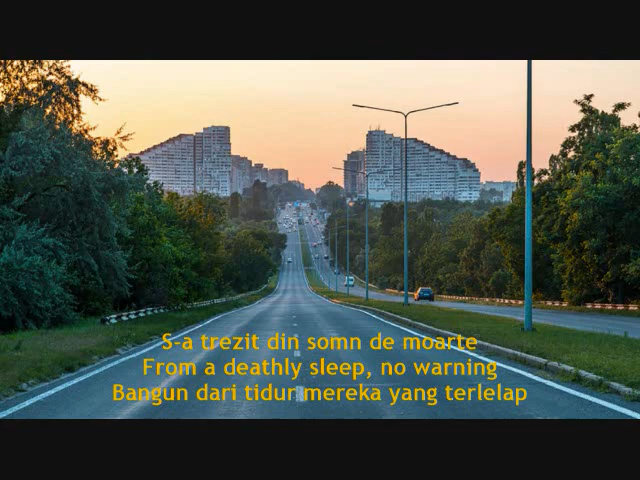 S-a trezit din somn de moarte
From a deathly sleep, no warning
Bangun dari tidur mereka yang terlelap